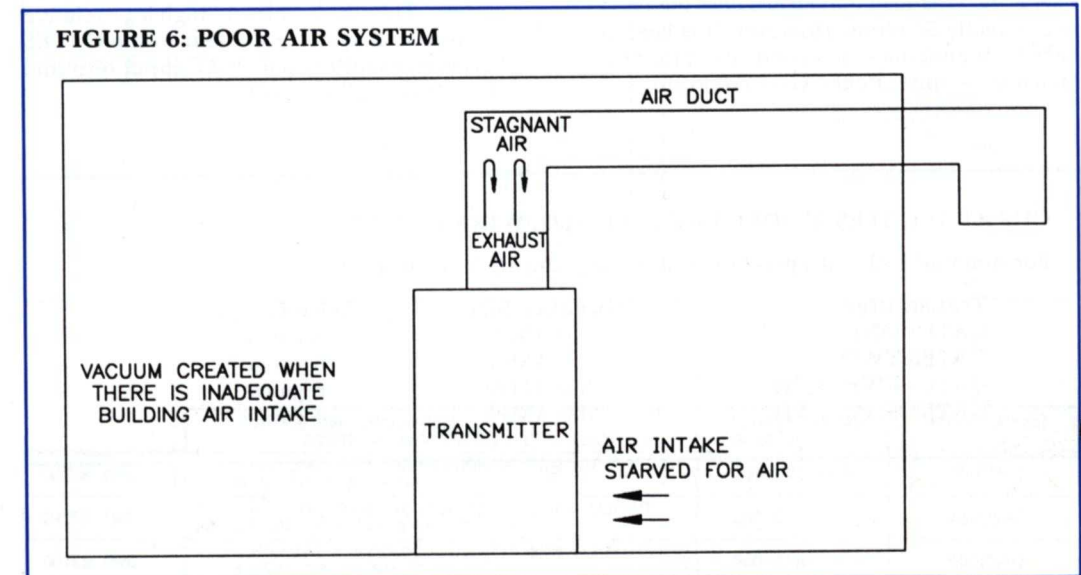 FIGURE 6: POOR AIR SYSTEM
AIR DUCT
STAGNANT
AIR
EXHAUST
AIR
VACUUM CREATED WHEN
THERE IS INADEQUATE
BUILDING AIR INTAKE
TRANSMITTER
AIR INTAKE
STARVED FOR AIR